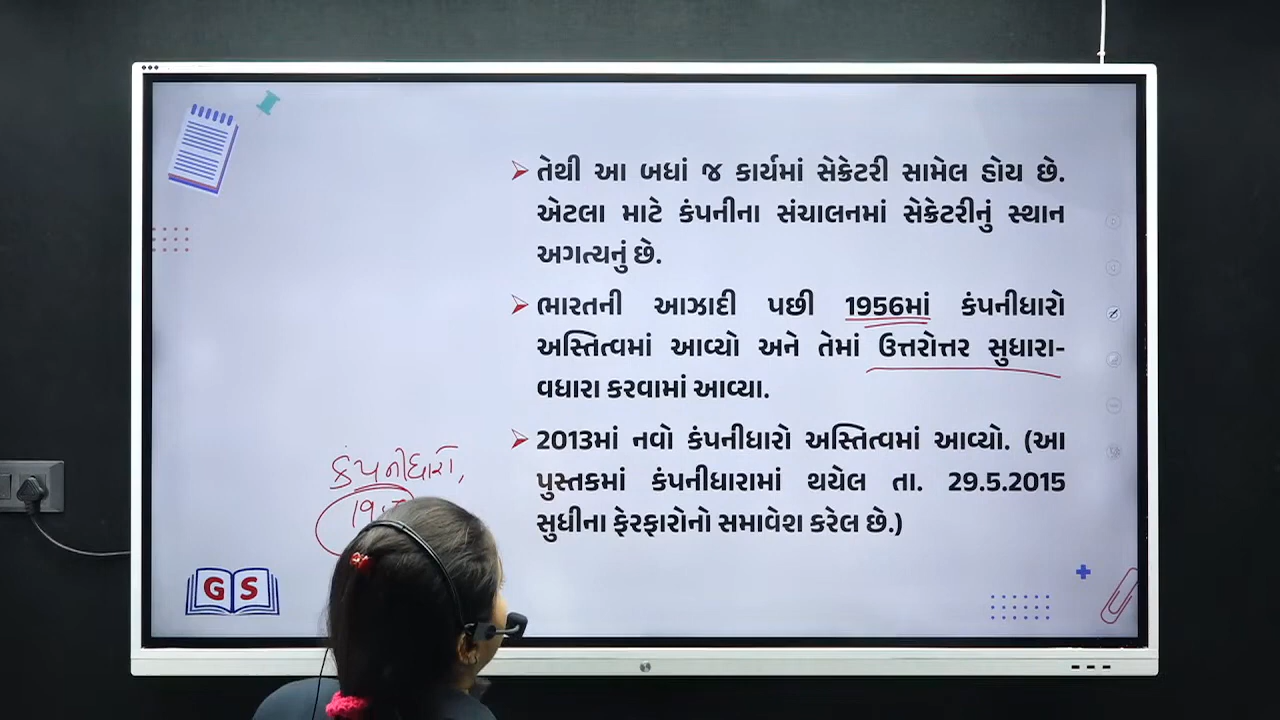 તેથી આ બધાં જ કાર્યમાં સેક્રેટરી સામેલ હોય છે.
એટલા માટે કંપનીના સંચાલનમાં સેક્રેટરીનું સ્થાન
અગત્યનું છે.
ભારતની આઝાદી પછી 1956માં કંપનીધારો
અસ્તિત્વમાં આવ્યો અને તેમાં ઉત્તરોત્તર સુધારા-
વધારા કરવામાં આવ્યા.
2013માં નવો કંપનીધારો અસ્તિત્વમાં આવ્યો. (આ
પુસ્તકમાં કંપનીધારામાં થયેલ તા. 29.5.2015
સુધીના ફેરફારોનો સમાવેશ કરેલ છે.)
કંપનીધારો,
G S